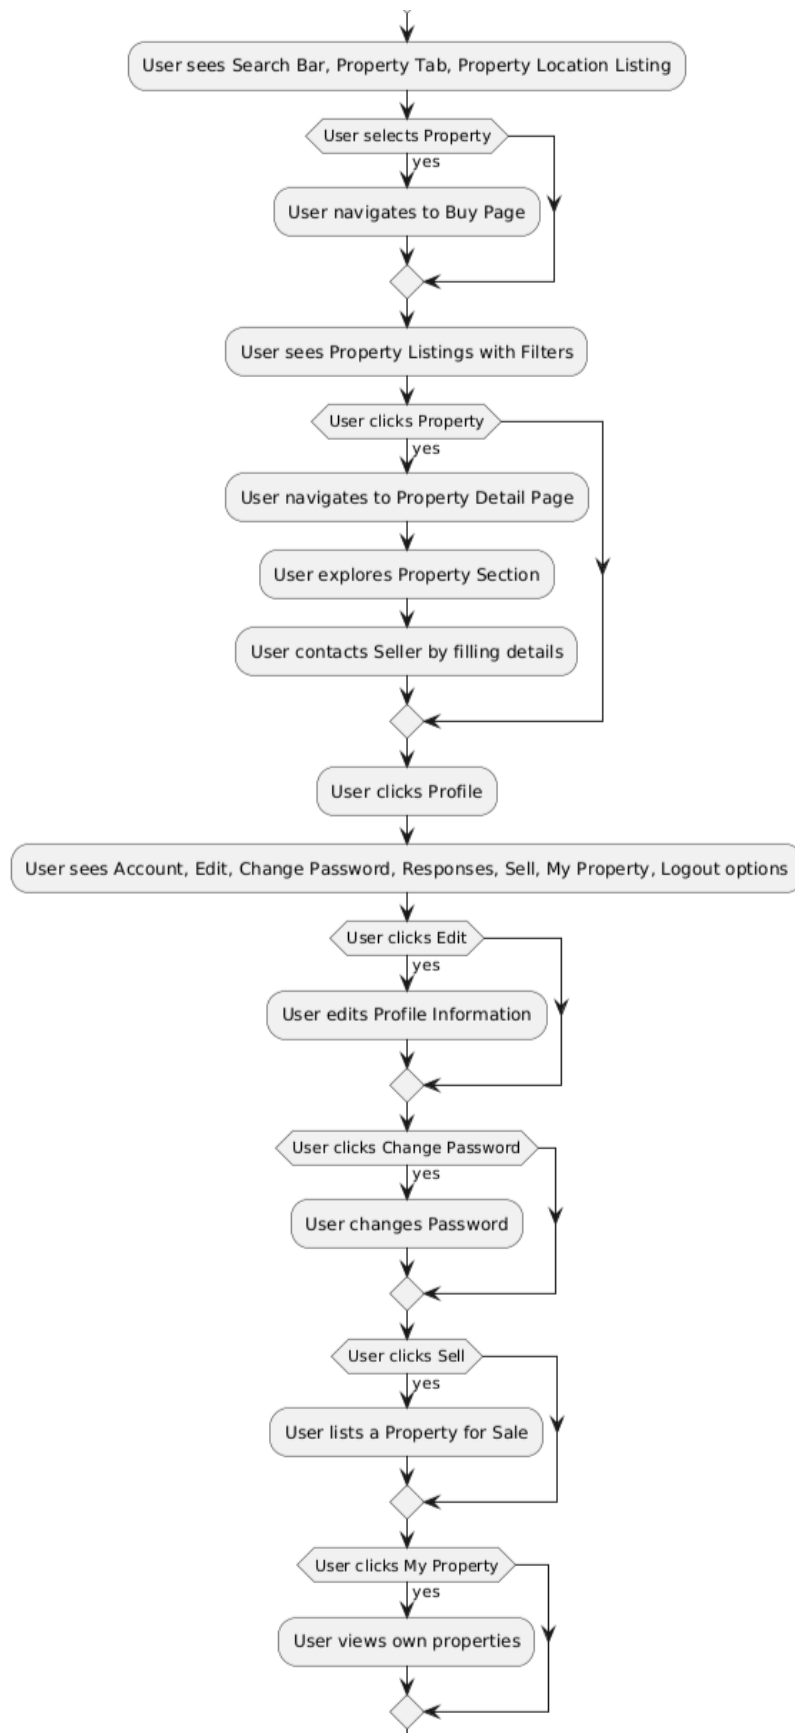 User sees Search Bar, Property Tab, Property Location Listing
User selects Property
yes
User navigates to Buy Page
User sees Property Listings with Filters
User clicks Property
yes
User navigates to Property Detail Page
User explores Property Section
User contacts Seller by filling details
User clicks Profile
User sees Account, Edit, Change Password, Responses, Sell, My Property, Logout options
User clicks Edit
yes
User edits Profile Information
User clicks Change Password
yes
User changes Password
User clicks Sell
yes
User lists a Property for Sale
User clicks My Property
yes
User views own properties